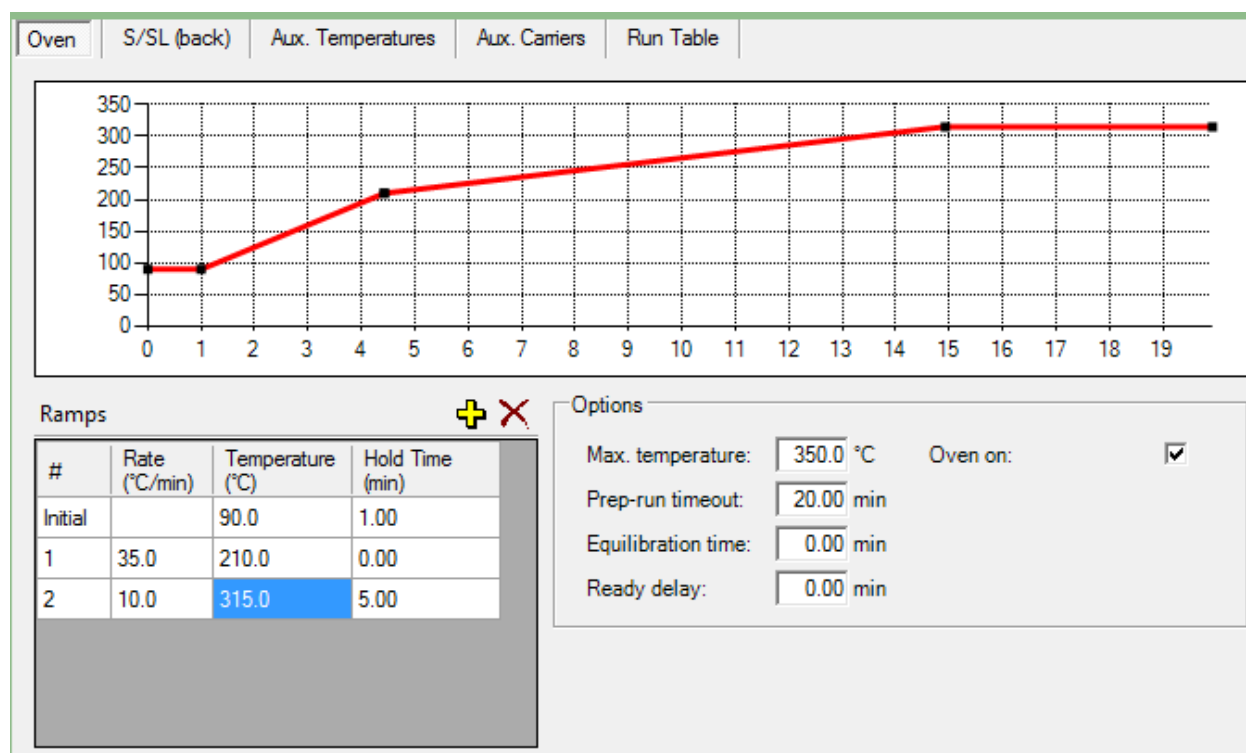 Oven S/SL (back) Aux. Temperatures Aux. Carriers Run Table
350
300
250
200
150
100
50
0
0 1 2 3 4 5 6 7 8 9 10 11 12 13 14 15 16 17 18 19
Ramps
# Rate (°C/min) Temperature (°C) Hold Time (min)
Initial 90.0 1.00
1 35.0 210.0 0.00
2 10.0 315.0 5.00
Options
Max. temperature: 350.0 °C Oven on:
Prep-run timeout: 20.00 min
Equilibration time: 0.00 min
Ready delay: 0.00 min